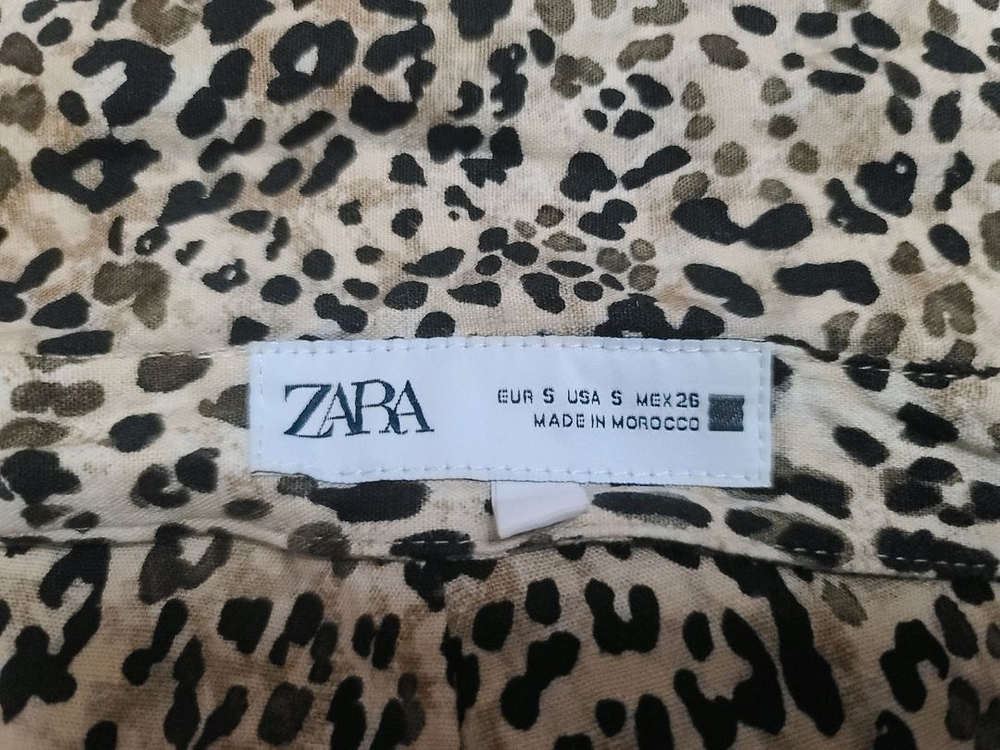 ZARA
EUR S USA S MEX 26
MADE IN MOROCCO